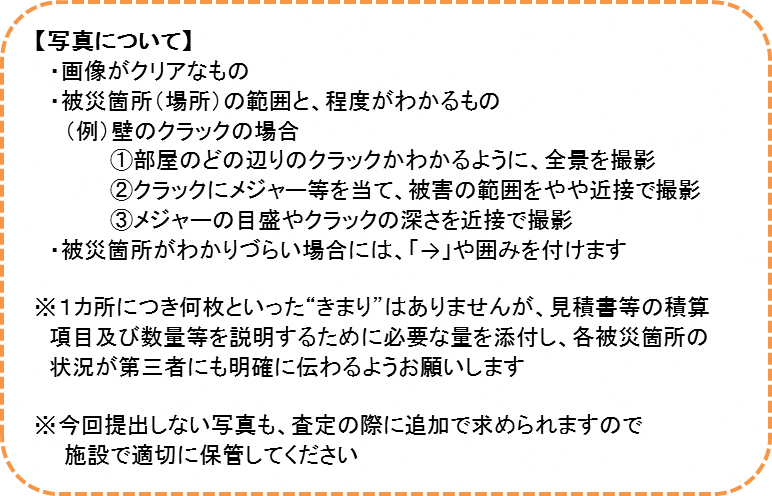 【写真について】
・画像がクリアなもの
・被災箇所（場所）の範囲と、程度がわかるもの
（例）壁のクラックの場合
①部屋のどの辺りのクラックかわかるように、全景を撮影
②クラックにメジャー等を当て、被害の範囲をやや近接で撮影
③メジャーの目盛やクラックの深さを近接で撮影
・被災箇所がわかりづらい場合には、「→」や囲みを付けます
※１カ所につき何枚といった“きまり”はありませんが、見積書等の積算
項目及び数量等を説明するために必要な量を添付し、各被災箇所の
状況が第三者にも明確に伝わるようお願いします
※今回提出しない写真も、査定の際に追加で求められますので
施設で適切に保管してください